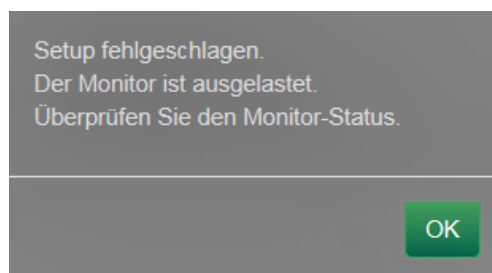 Setup fehlgeschlagen.
Der Monitor ist ausgelastet.
Überprüfen Sie den Monitor-Status.
OK